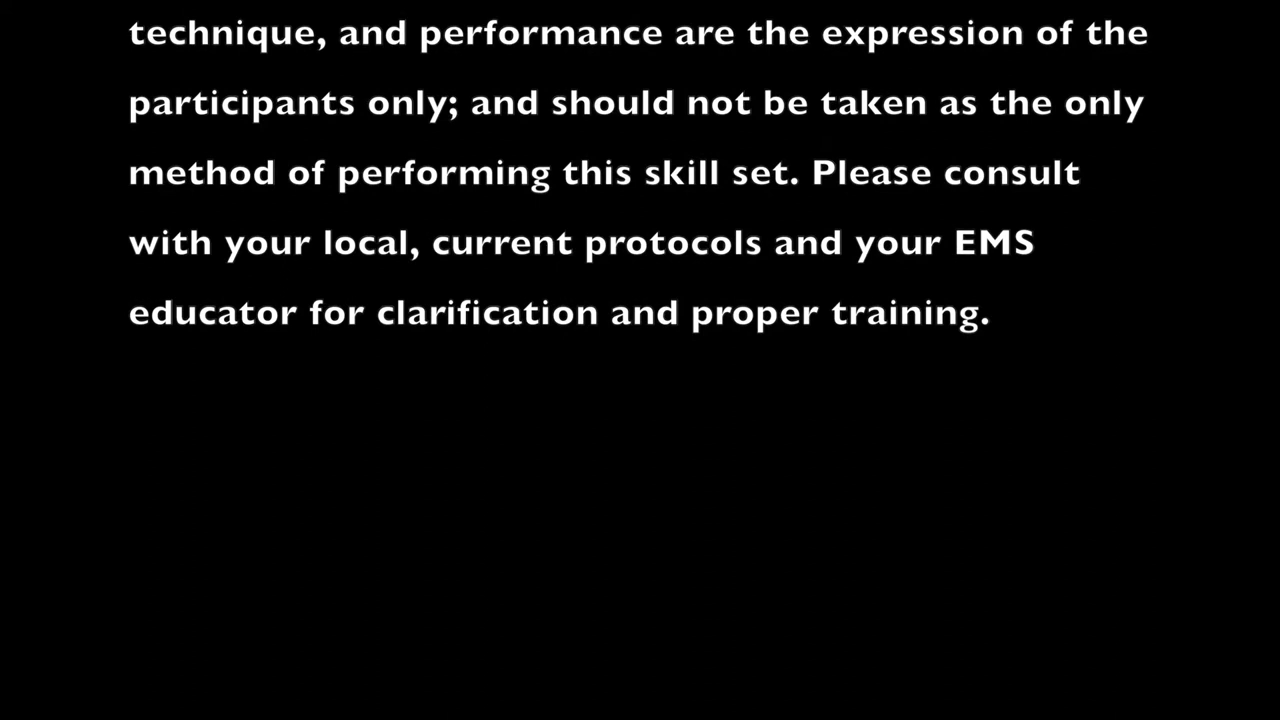 technique, and performance are the expression of the
participants only; and should not be taken as the only
method of performing this skill set. Please consult
with your local, current protocols and your EMS
educator for clarification and proper training.